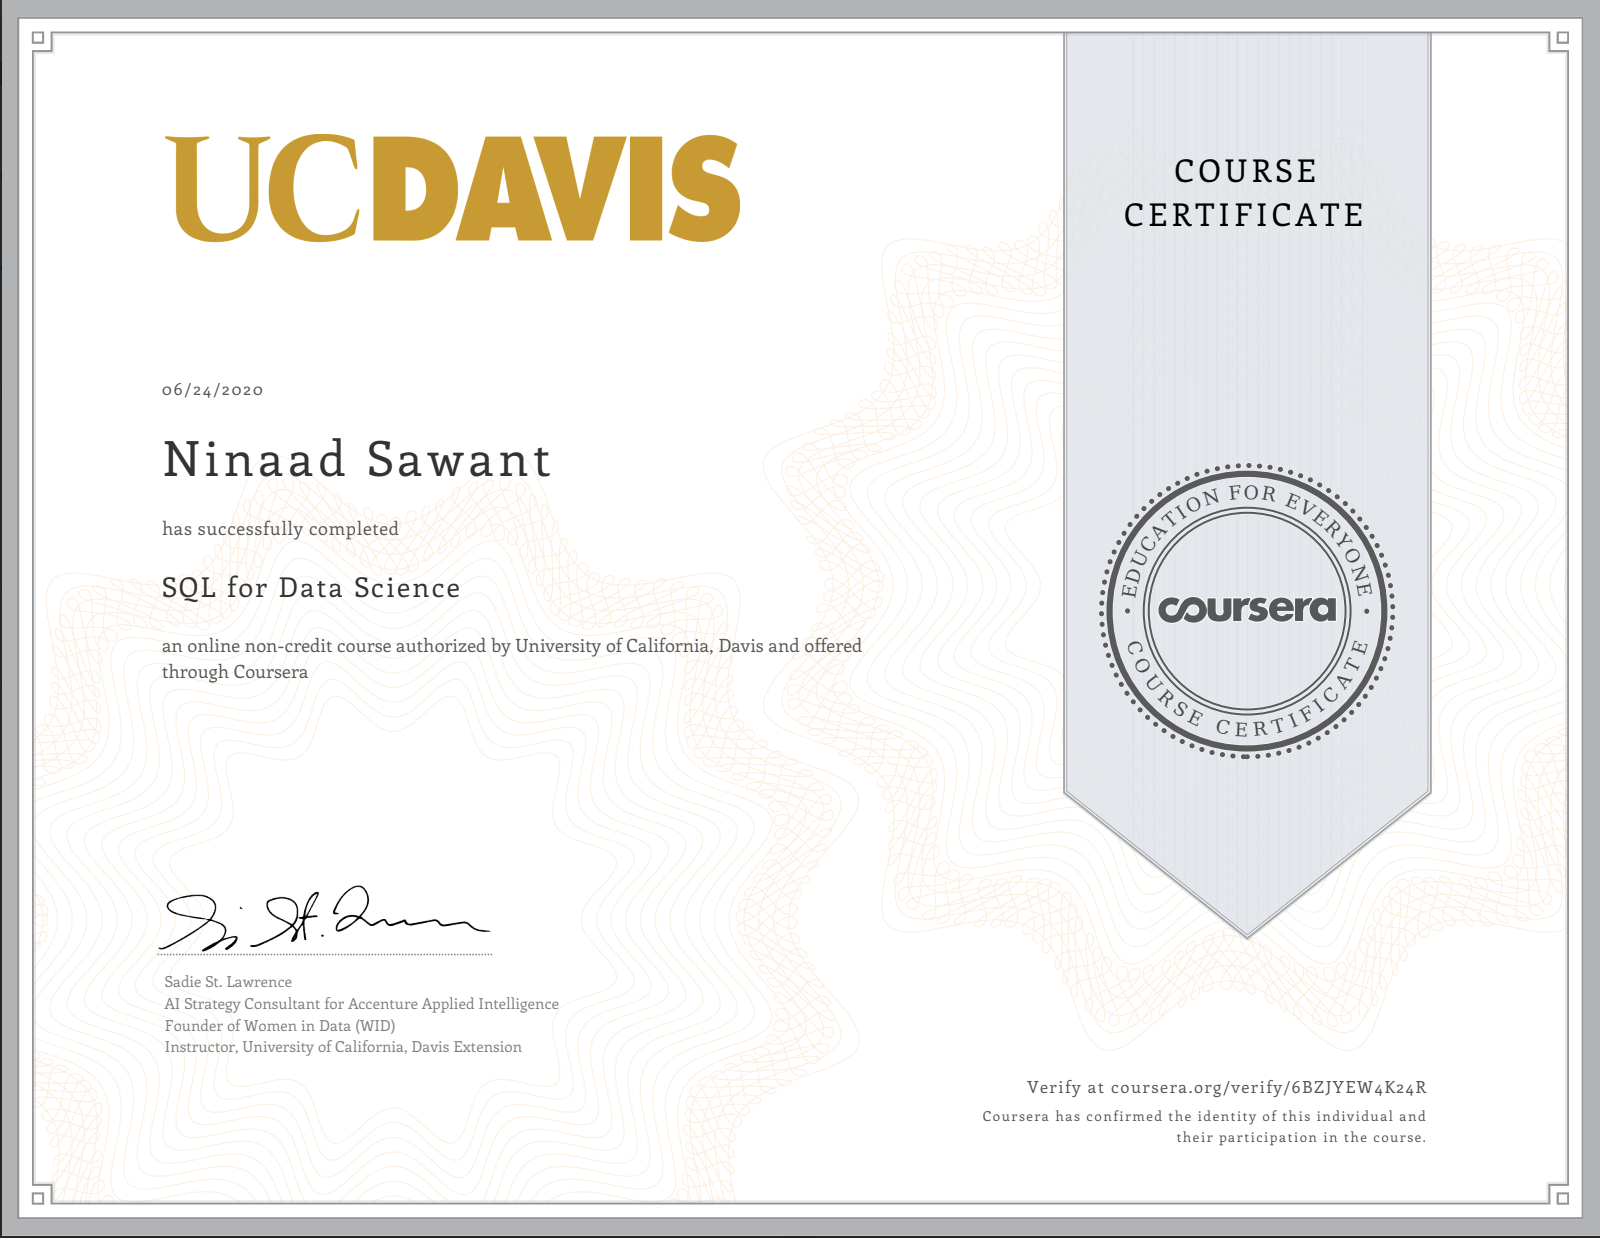 UCDAVIS
COURSE
CERTIFICATE
06/24/2020
Ninaad Sawant
has successfully completed
SQL for Data Science
an online non-credit course authorized by University of California, Davis and offered
through Coursera
EDUCATION FOR EVERYONE
coursera
COURSE CERTIFICATE
Sadie St. Lawrence
AI Strategy Consultant for Accenture Applied Intelligence
Founder of Women in Data (WID)
Instructor, University of California, Davis Extension
Verify at coursera.org/verify/6BZJYEW4K24R
Coursera has confirmed the identity of this individual and
their participation in the course.